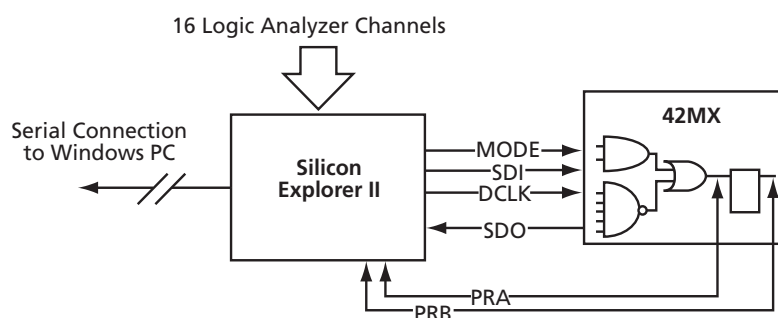 16 Logic Analyzer Channels
Serial Connection
to Windows PC
Silicon
Explorer II
MODE
SDI
DCLK
SDO
42MX
PRA
PRB